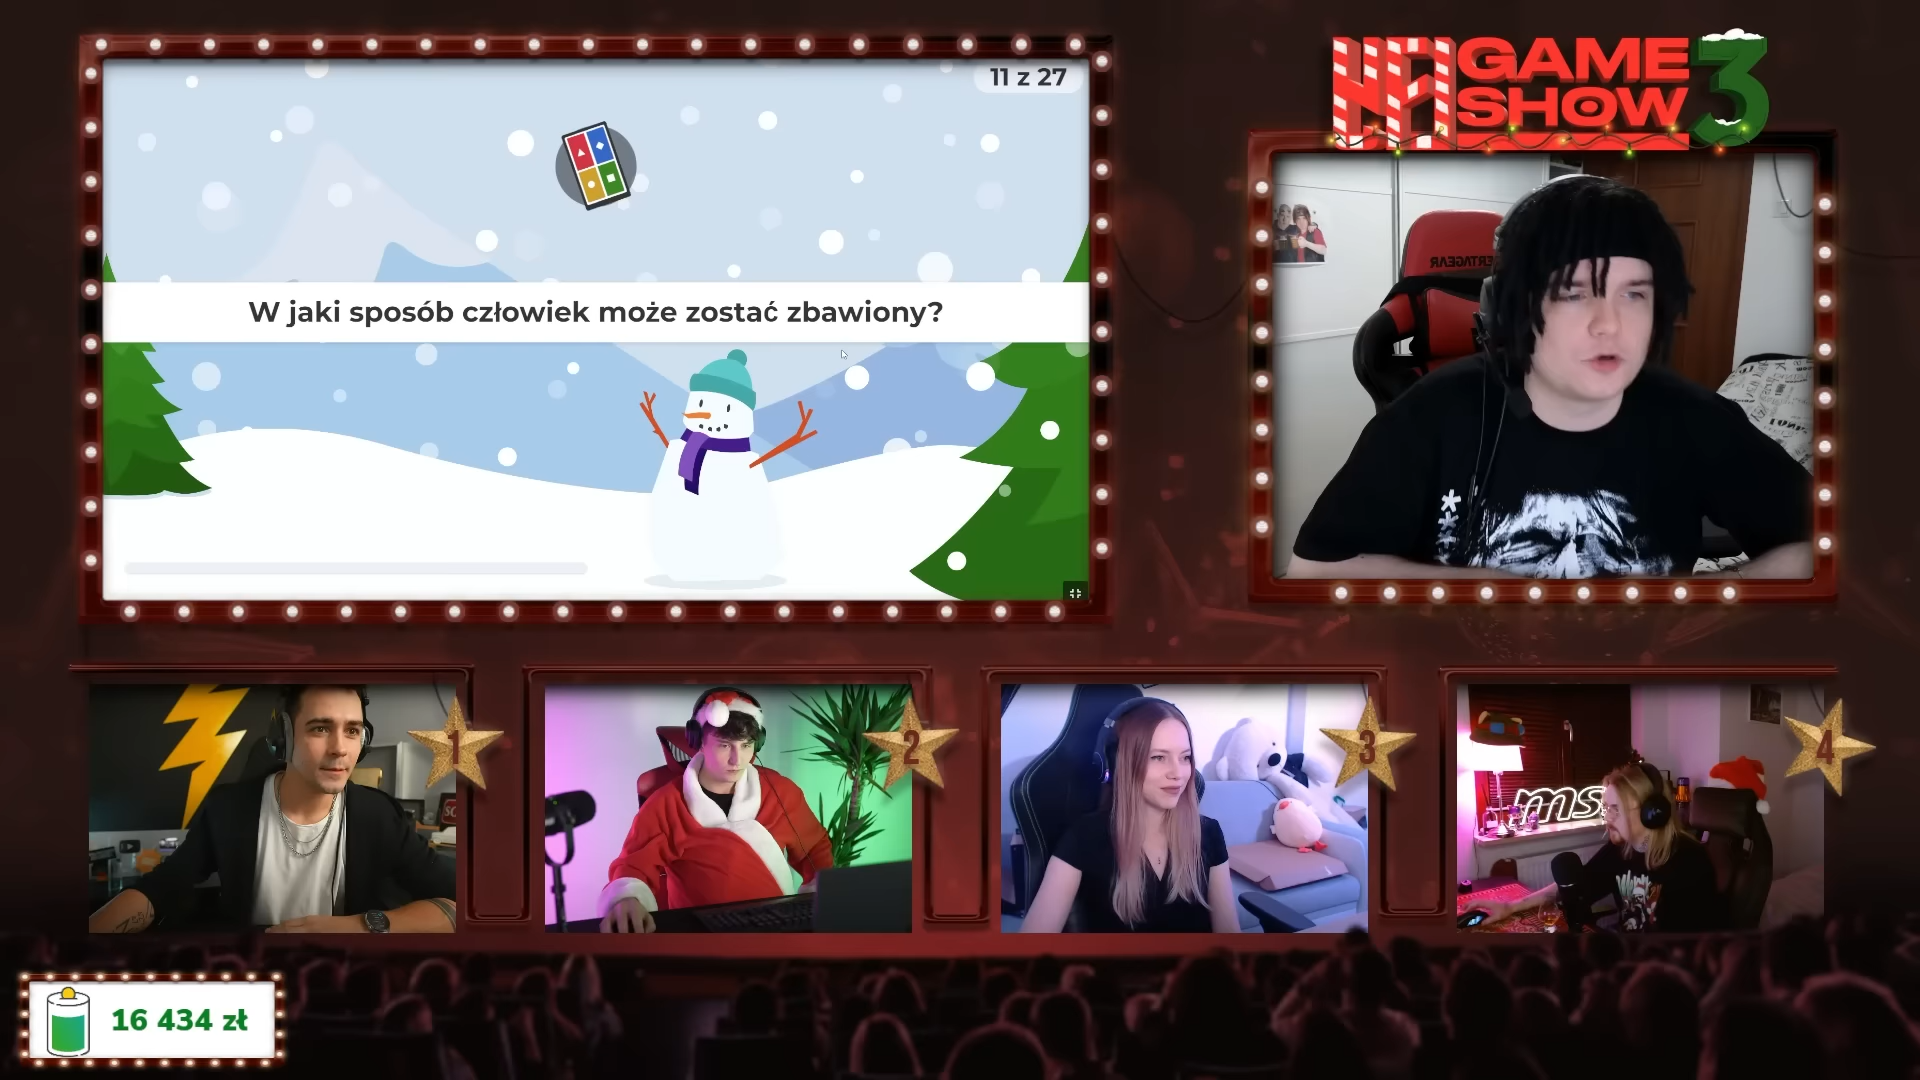 11 z 27
W jaki sposób człowiek może zostać zbawiony?
GAME
SHOW
3
1
2
3
4
16 434 zł